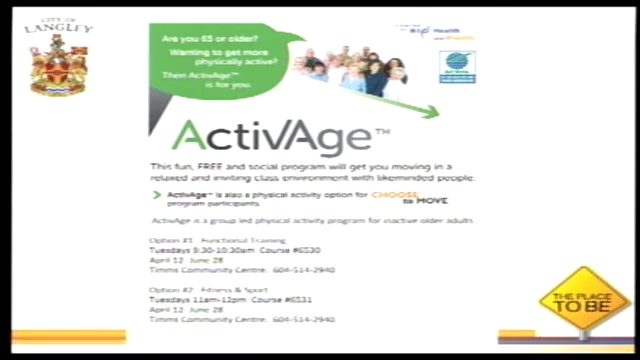 CITY OF
LANGLEY
Are you 65 or older?
Wanting to get more
physically active?
Then ActivAge™
is for you.
Health
ActivAge™
This fun, FREE and social program will get you moving in a
relaxed and inviting class environment with likeminded people.
ActivAge™ is also a physical activity option for CHOOSE to MOVE
program participants.
ActivAge is a group led physical activity program for inactive older adults
Option #1 Functional Training
Tuesdays 9:30-10:30am Course #6530
April 12 June 28
Timms Community Centre. 604-514-2940
Option #2 Fitness & Sport
Tuesdays 11am-12pm Course #6531
April 12 June 28
Timms Community Centre. 604-514-2940
THE PLACE
TO BE